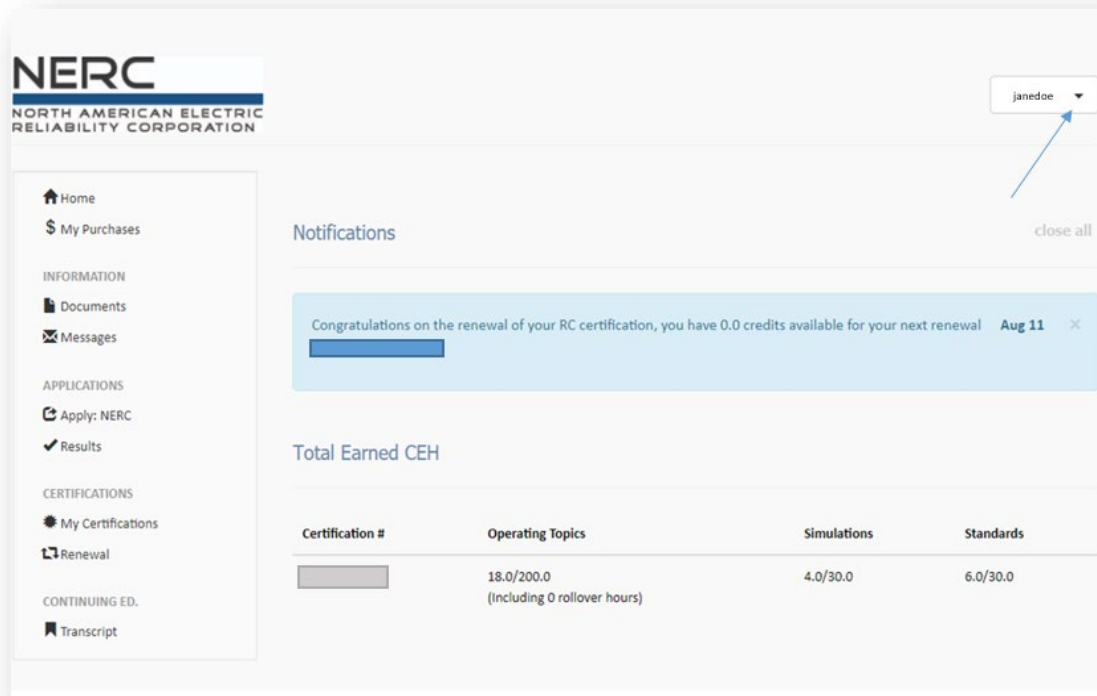 NERC
NORTH AMERICAN ELECTRIC
RELIABILITY CORPORATION
janedoe
Home
$ My Purchases
INFORMATION
Documents
Messages
APPLICATIONS
Apply: NERC
Results
CERTIFICATIONS
My Certifications
Renewal
CONTINUING ED.
Transcript
Notifications
close all
Congratulations on the renewal of your RC certification, you have 0.0 credits available for your next renewal Aug 11 ×
Total Earned CEH
Certification # Operating Topics Simulations Standards
18.0/200.0 4.0/30.0 6.0/30.0
(Including 0 rollover hours)